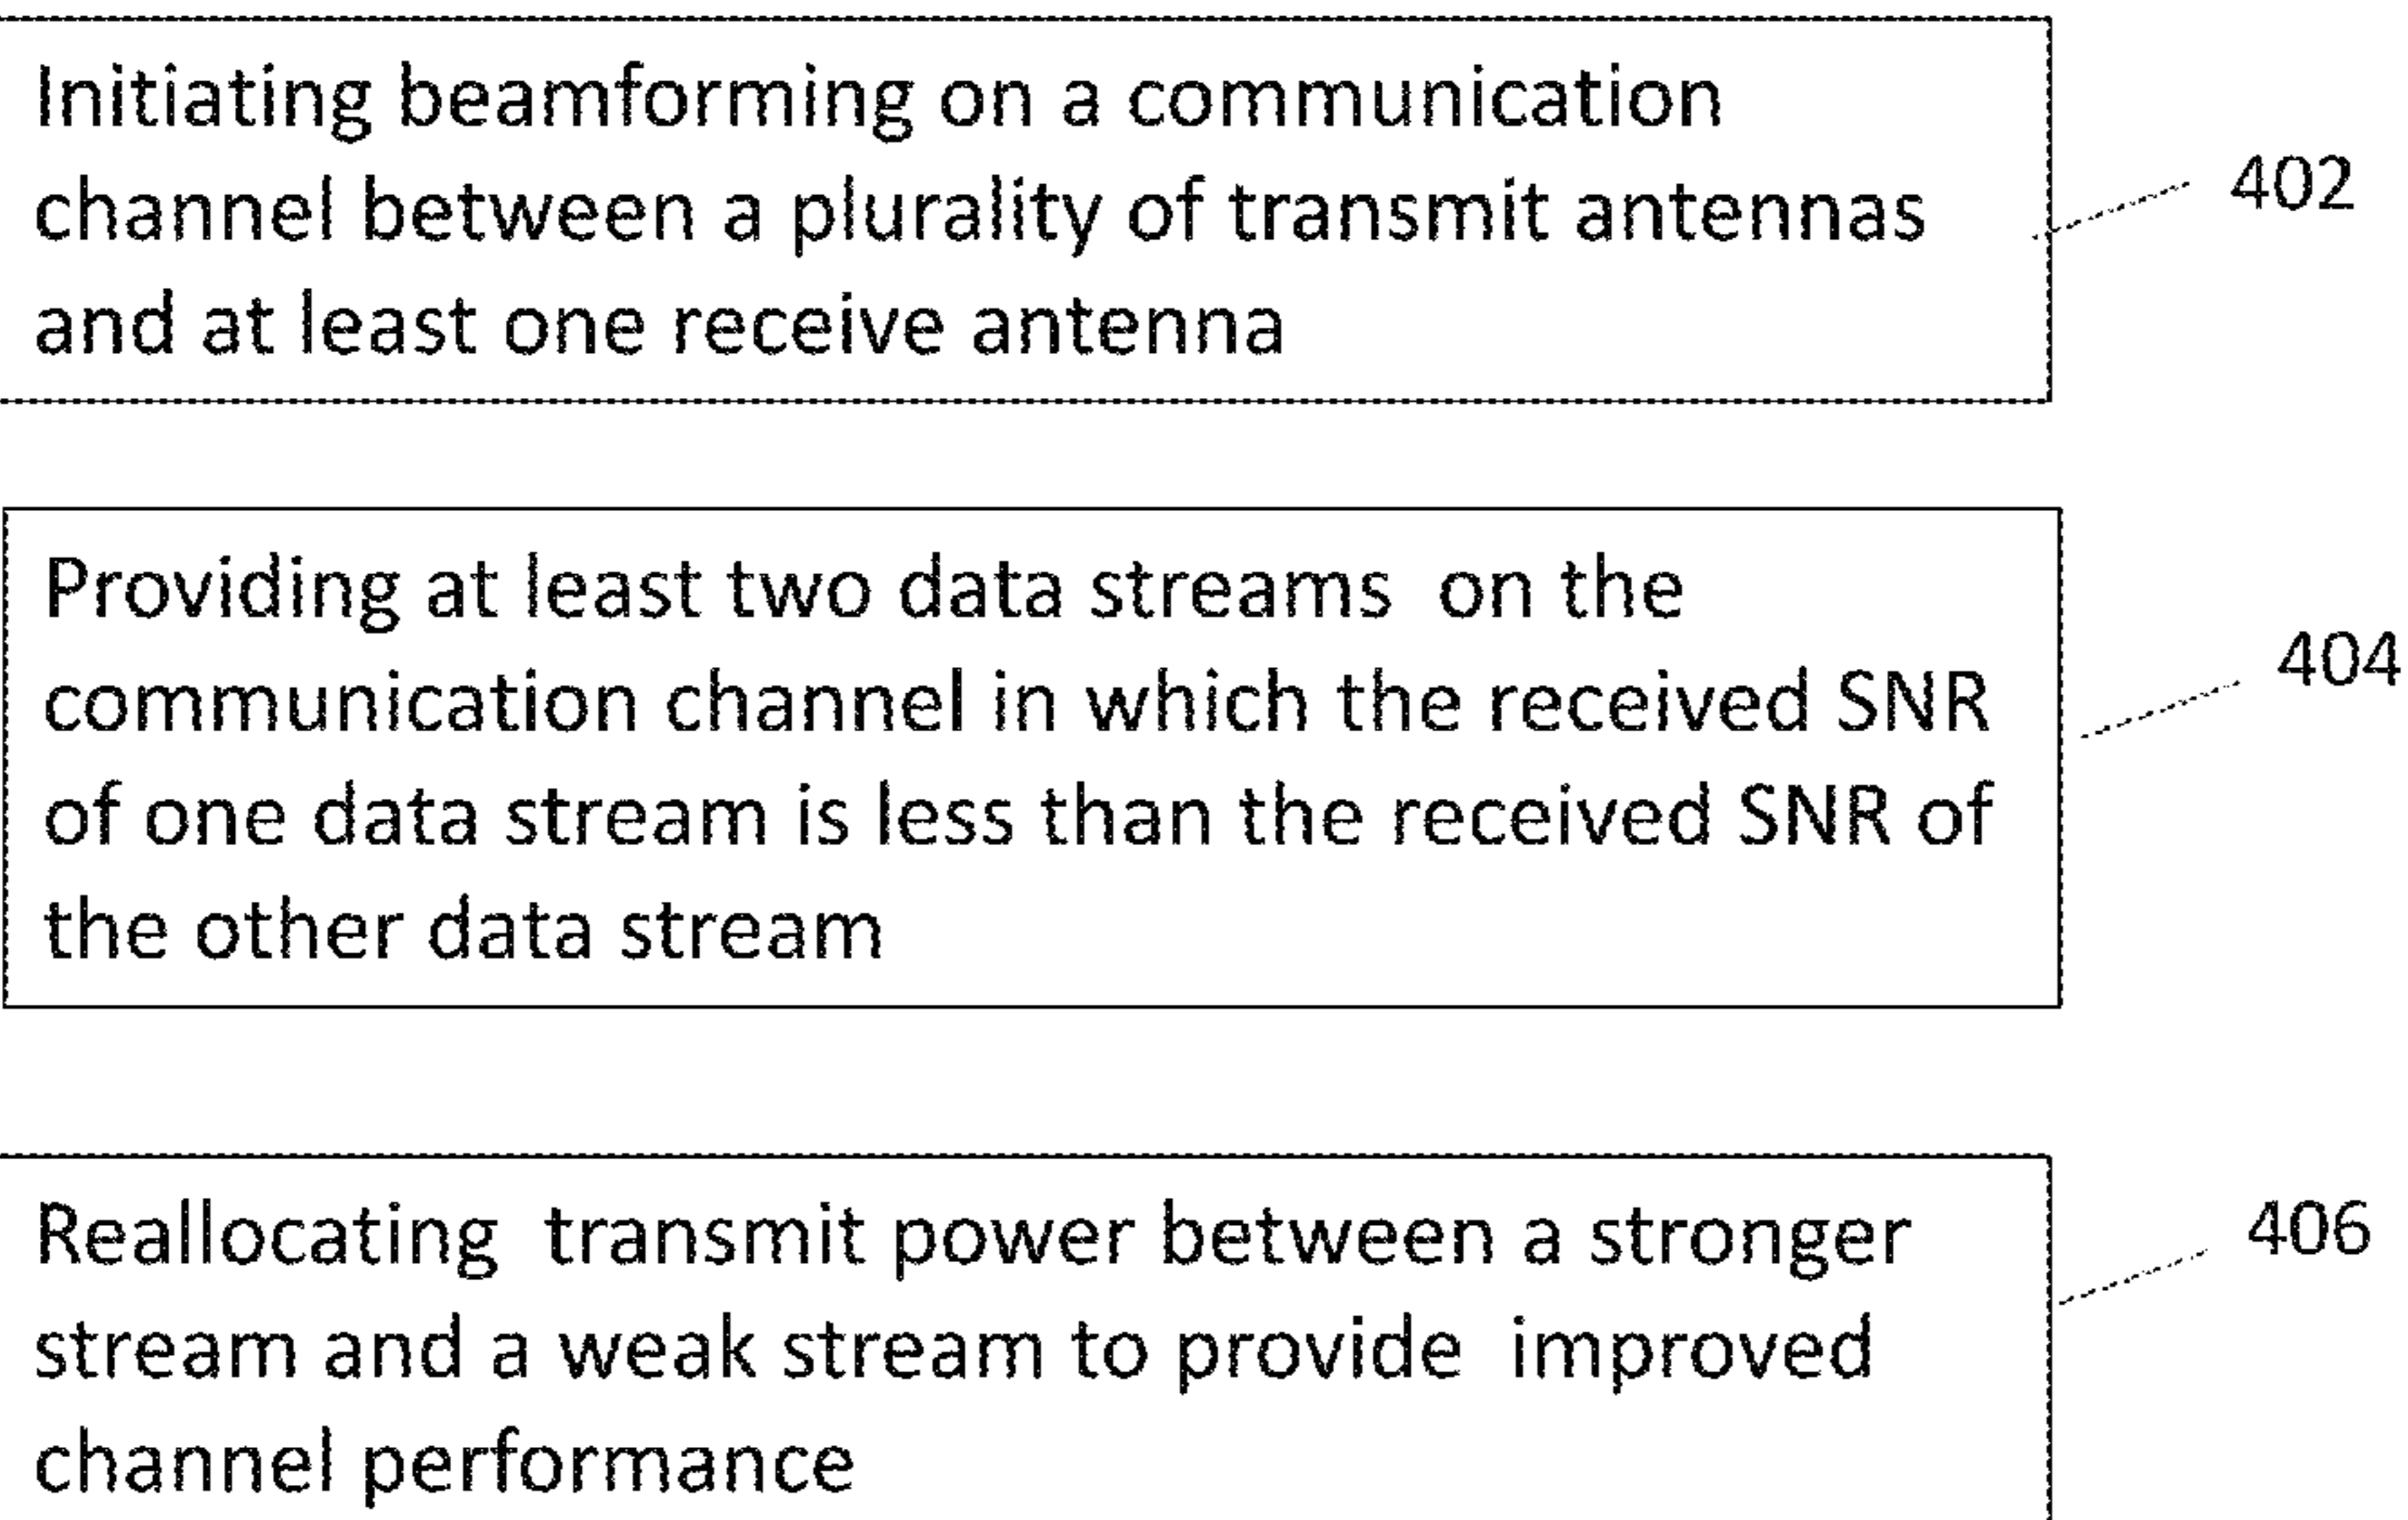 Initiating beamforming on a communication
channel between a plurality of transmit antennas
and at least one receive antenna
402
Providing at least two data streams on the
communication channel in which the received SNR
of one data stream is less than the received SNR of
the other data stream
404
Reallocating transmit power between a stronger
stream and a weak stream to provide improved
channel performance
406